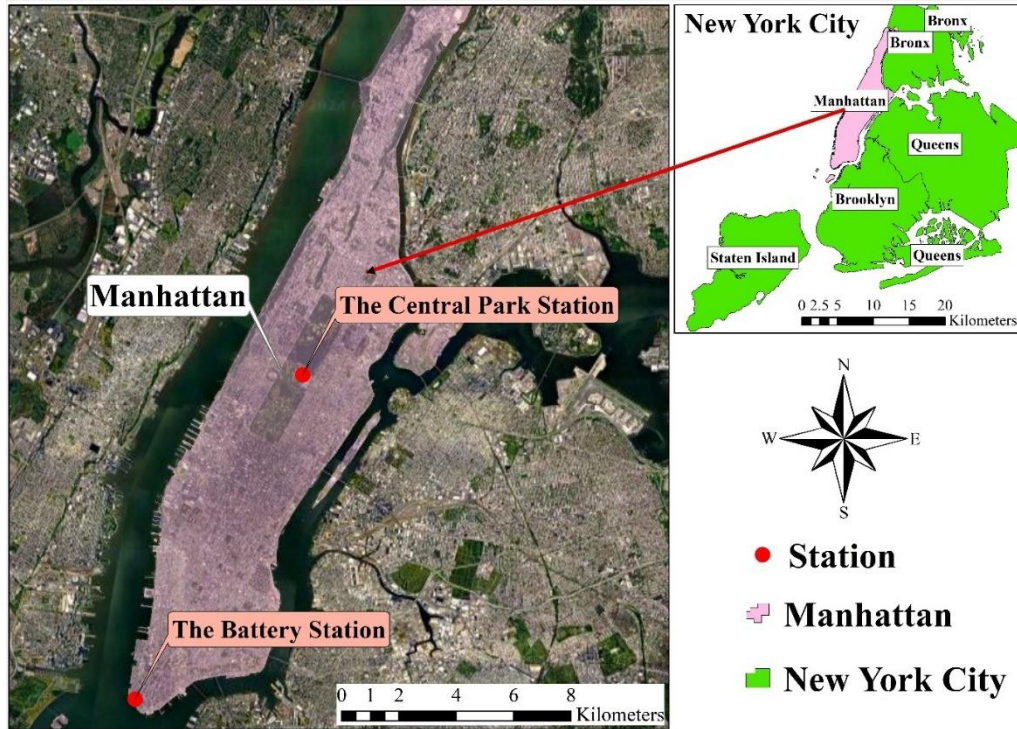 Manhattan
The Central Park Station
The Battery Station
0 1 2 4 6 8
Kilometers
New York City
Bronx
Bronx
Manhattan
Queens
Brooklyn
Staten Island
Queens
0 2.5 5 10 15 20
Kilometers
N
W E
S
Station
Manhattan
New York City